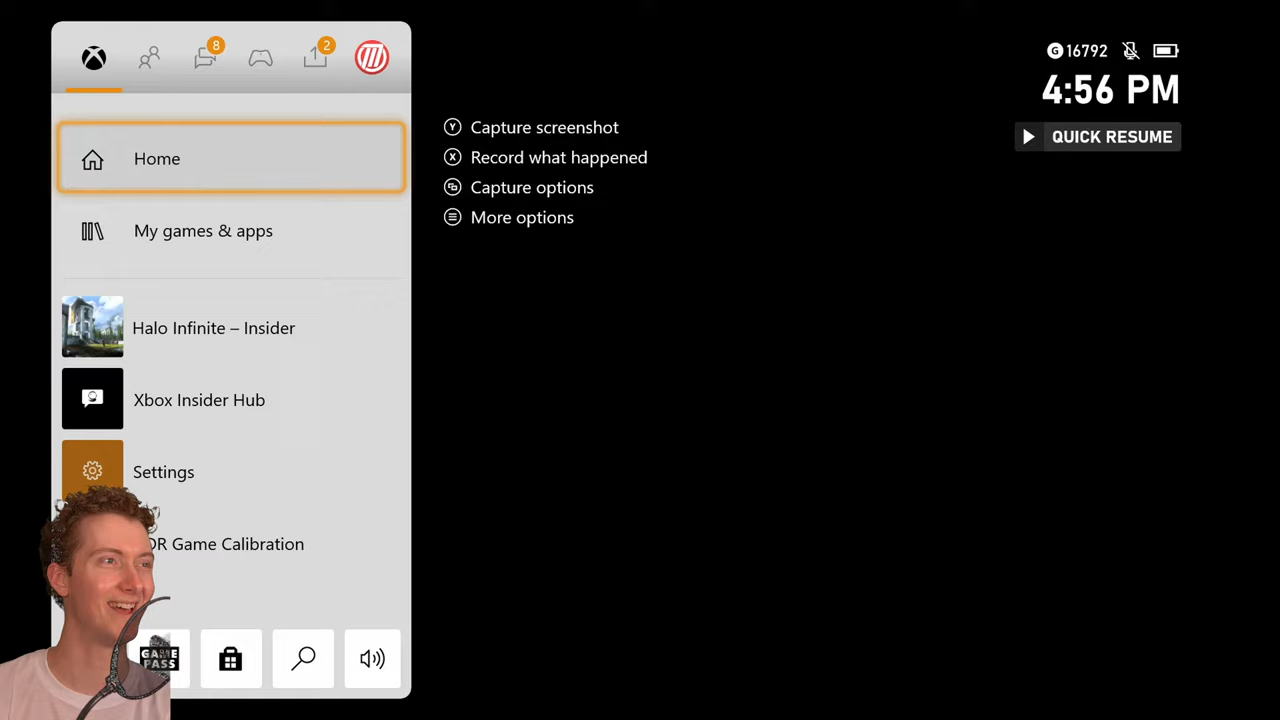 8
2
16792
4:56 PM
QUICK RESUME
Home
My games & apps
Halo Infinite – Insider
Xbox Insider Hub
Settings
DR Game Calibration
GAME
PASS
Y Capture screenshot
X Record what happened
Capture options
More options